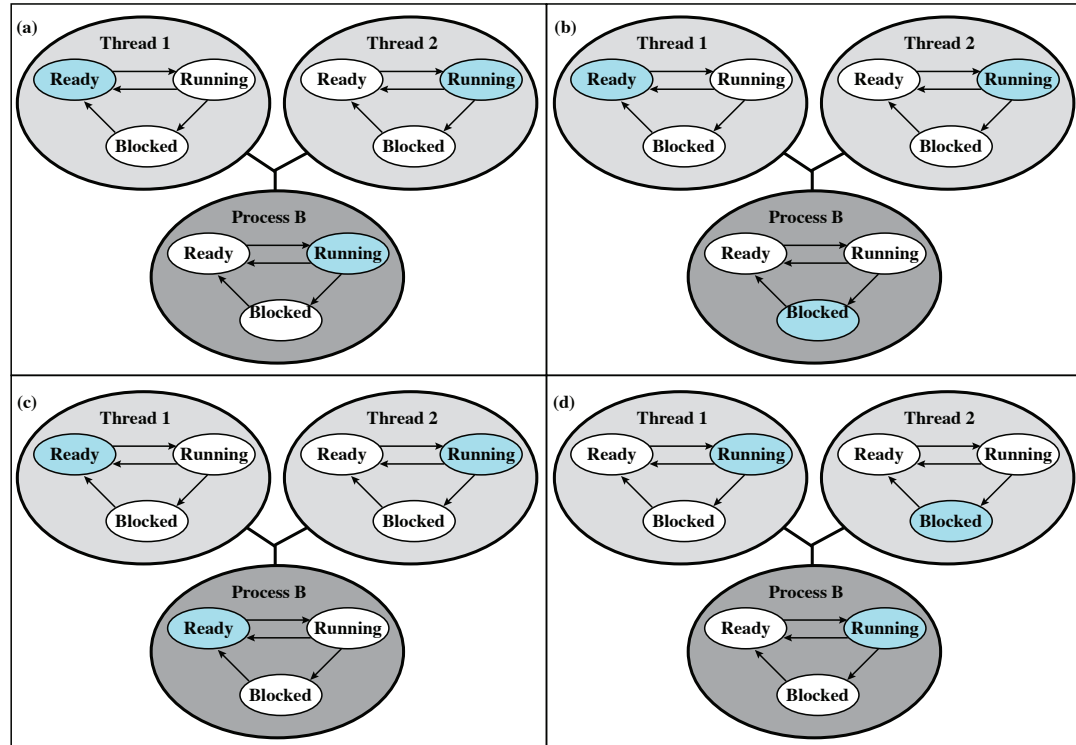 (a)
Thread 1
Thread 2
Ready
Running
Ready
Running
Blocked
Blocked
Process B
Ready
Running
Blocked
(b)
Thread 1
Thread 2
Ready
Running
Ready
Running
Blocked
Blocked
Process B
Ready
Running
Blocked
(c)
Thread 1
Thread 2
Ready
Running
Ready
Running
Blocked
Blocked
Process B
Ready
Running
Blocked
(d)
Thread 1
Thread 2
Ready
Running
Ready
Running
Blocked
Blocked
Process B
Ready
Running
Blocked